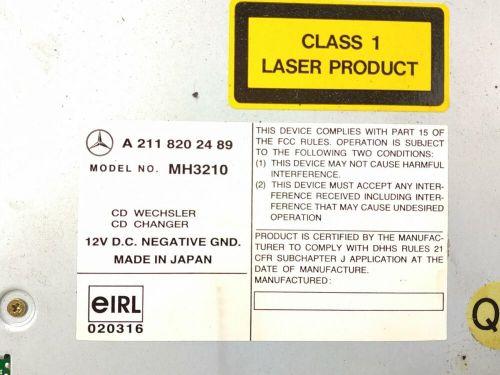 CLASS 1
LASER PRODUCT
A 211 820 24 89
MODEL NO. MH3210
CD WECHSLER
CD CHANGER
12V D.C. NEGATIVE GND.
MADE IN JAPAN
eIRL
020316
THIS DEVICE COMPLIES WITH PART 15 OF
THE FCC RULES. OPERATION IS SUBJECT
TO THE FOLLOWING TWO CONDITIONS:
(1) THIS DEVICE MAY NOT CAUSE HARMFUL
INTERFERENCE.
(2) THIS DEVICE MUST ACCEPT ANY INTER-
FERENCE RECEIVED INCLUDING INTER-
FERENCE THAT MAY CAUSE UNDESIRED
OPERATION
PRODUCT IS CERTIFIED BY THE MANUFAC-
TURER TO COMPLY WITH DHHS RULES 21
CFR SUBCHAPTER J APPLICATION AT THE
DATE OF MANUFACTURE.
MANUFACTURED:
Q